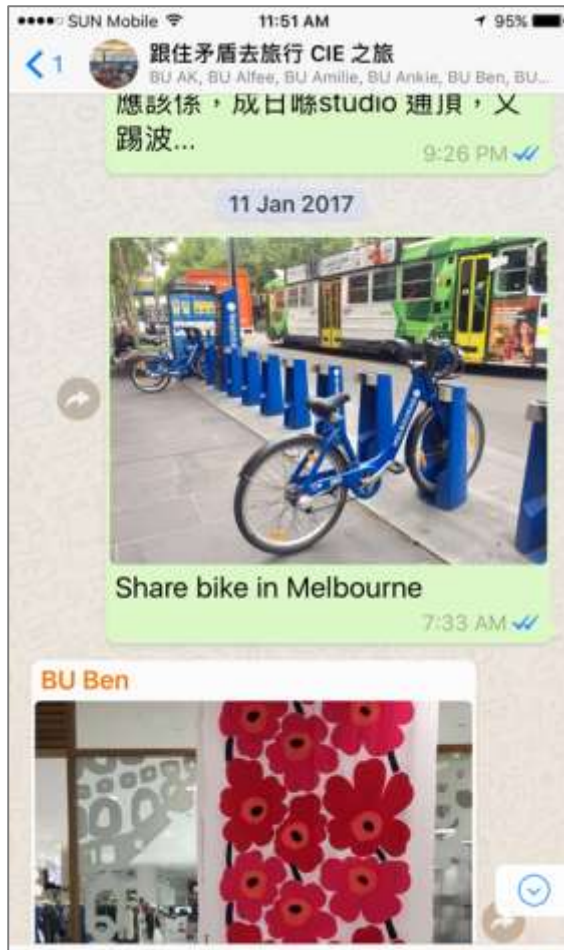 SUN Mobile 11:51 AM 95%
1 跟住矛盾去旅行 CIE 之旅
BU AK, BU Alfee, BU Amilie, BU Ankie, BU Ben, BU...
應該係,成日喺studio 通頂,又
踢波...
9:26 PM
11 Jan 2017
Share bike in Melbourne
7:33 AM
BU Ben